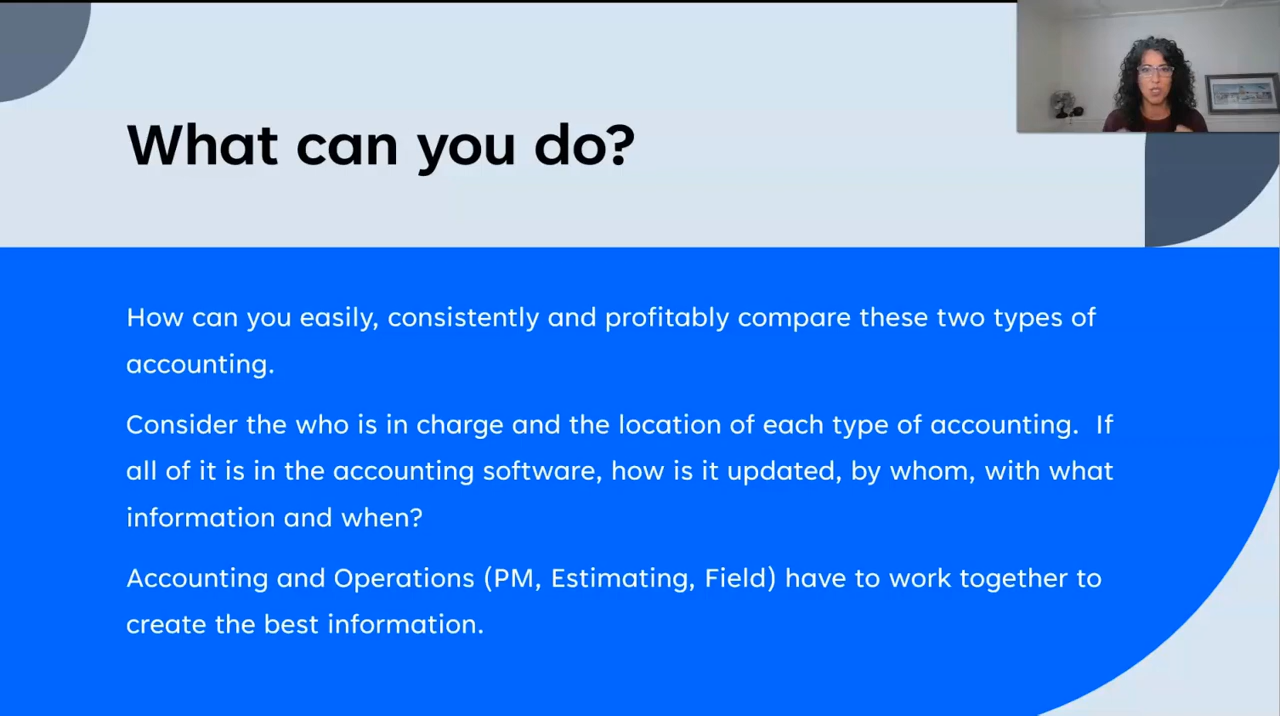 What can you do?
How can you easily, consistently and profitably compare these two types of
accounting.
Consider the who is in charge and the location of each type of accounting.  If
all of it is in the accounting software, how is it updated, by whom, with what
information and when?
Accounting and Operations (PM, Estimating, Field) have to work together to
create the best information.